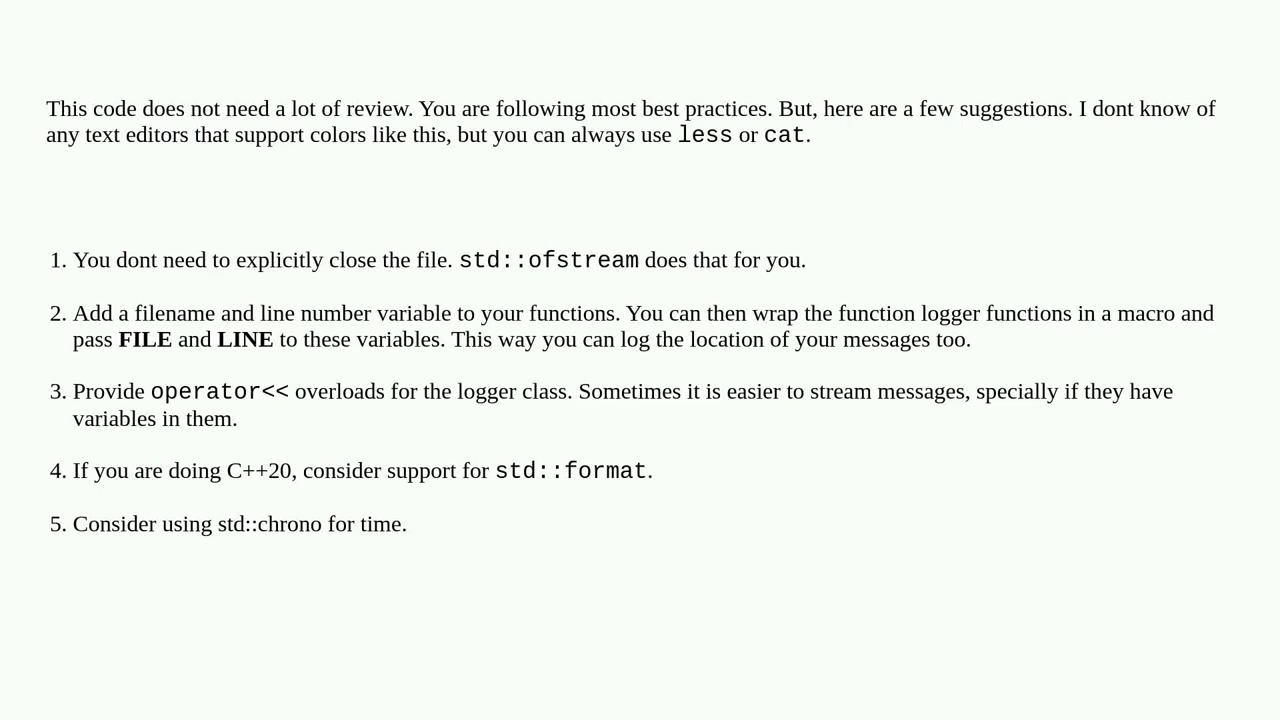 This code does not need a lot of review. You are following most best practices. But, here are a few suggestions. I dont know of
any text editors that support colors like this, but you can always use less or cat.
1. You dont need to explicitly close the file. std::ofstream does that for you.
2. Add a filename and line number variable to your functions. You can then wrap the function logger functions in a macro and
pass FILE and LINE to these variables. This way you can log the location of your messages too.
3. Provide operator<< overloads for the logger class. Sometimes it is easier to stream messages, specially if they have
variables in them.
4. If you are doing C++20, consider support for std::format.
5. Consider using std::chrono for time.